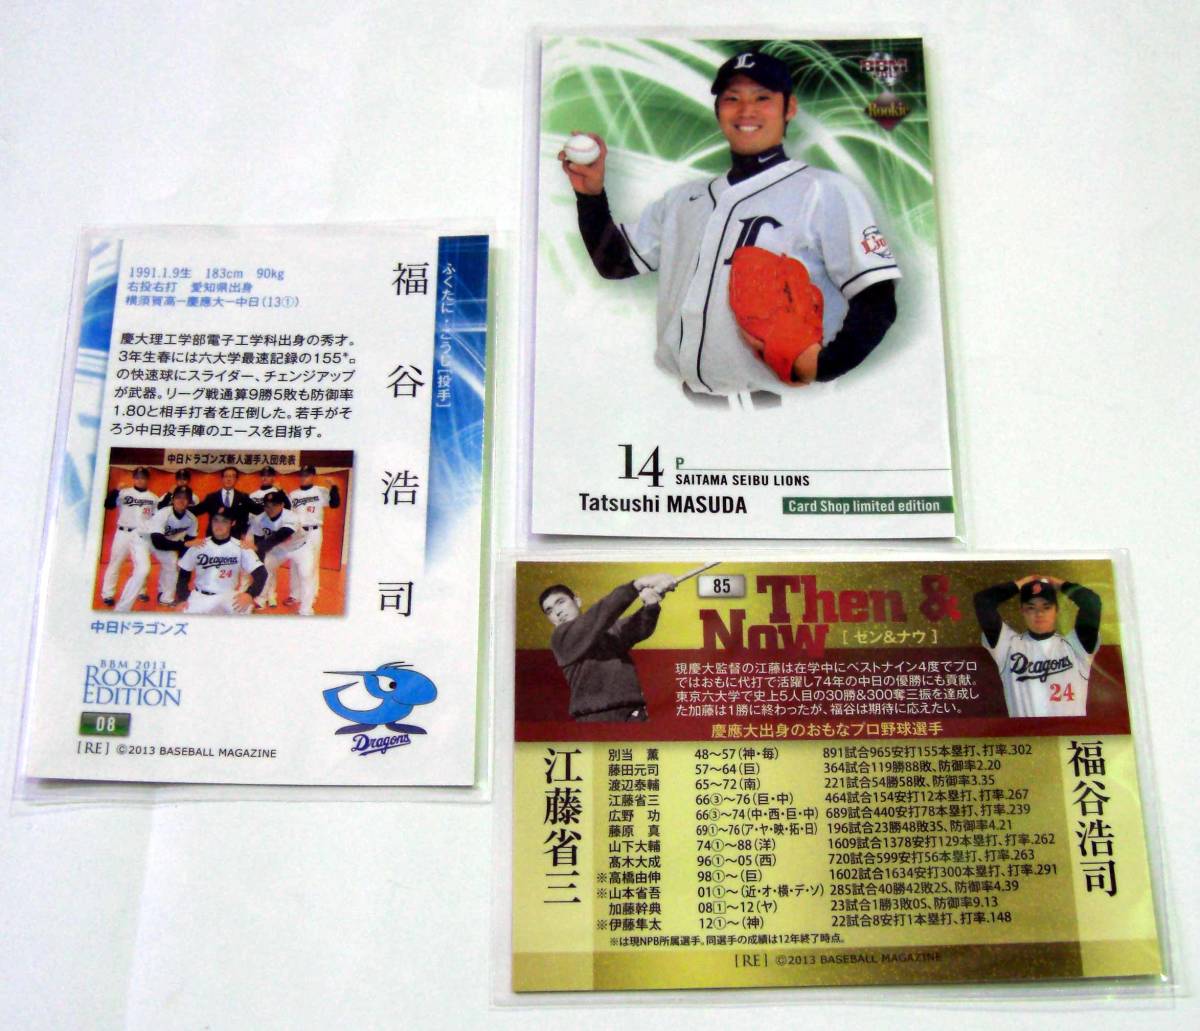 1991.1.9生 183cm 90kg
右投右打 愛知県出身
横須賀高ー慶應大ー中日(13①)
福谷浩司
ふくたに・こうじ[投手]
慶大理工学部電子工学科出身の秀才。
3年生春には六大学最速記録の155㌔
の快速球にスライダー、チェンジアップ
が武器。リーグ戦通算9勝5敗も防御率
1.80と相手打者を圧倒した。若手がそ
ろう中日投手陣のエースを目指す。
中日ドラゴンズ新人選手入団発表
Dragons
24
中日ドラゴンズ
BBM 2013
ROOKIE
EDITION
08
Dragons
[RE] ©2013 BASEBALL MAGAZINE
BBM
Rookie
L
L
Lions
14
P
SAITAMA SEIBU LIONS
Tatsushi MASUDA
Card Shop limited edition
85
Then &
Now
[ゼン&ナウ]
Dragons
24
現慶大監督の江藤は在学中にベストナイン4度でプロ
ではおもに代打で活躍し74年の中日の優勝にも貢献。
東京六大学で史上5人目の30勝&300奪三振を達成し
た加藤は1勝に終わったが、福谷は期待に応えたい。
慶應大出身のおもなプロ野球選手
江藤省三
別当 薫 48〜57(神・毎) 891試合965安打155本塁打、打率.302
藤田元司 57〜64(巨) 364試合119勝88敗、防御率2.20
渡辺泰輔 65〜72(南) 221試合54勝58敗、防御率3.35
江藤省三 66③〜76(巨・中) 464試合154安打12本塁打、打率.267
広野 功 66③〜74(中・西・巨・中) 689試合440安打78本塁打、打率.239
藤原 真 69①〜76(ア・ヤ・映・拓・日) 196試合23勝48敗3S、防御率4.21
山下大輔 74①〜88(洋) 1609試合1378安打129本塁打、打率.262
髙木大成 96①〜05(西) 720試合599安打56本塁打、打率.263
※高橋由伸 98①〜(巨) 1602試合1634安打300本塁打、打率.291
※山本省吾 01①〜(近・オ・横・デ・ソ) 285試合40勝42敗2S、防御率4.39
加藤幹典 08①〜12(ヤ) 23試合1勝3敗0S、防御率9.13
※伊藤隼太 12①〜(神) 22試合8安打1本塁打、打率.148
※は現NPB所属選手。同選手の成績は12年終了時点。
福谷浩司
[RE] ©2013 BASEBALL MAGAZINE